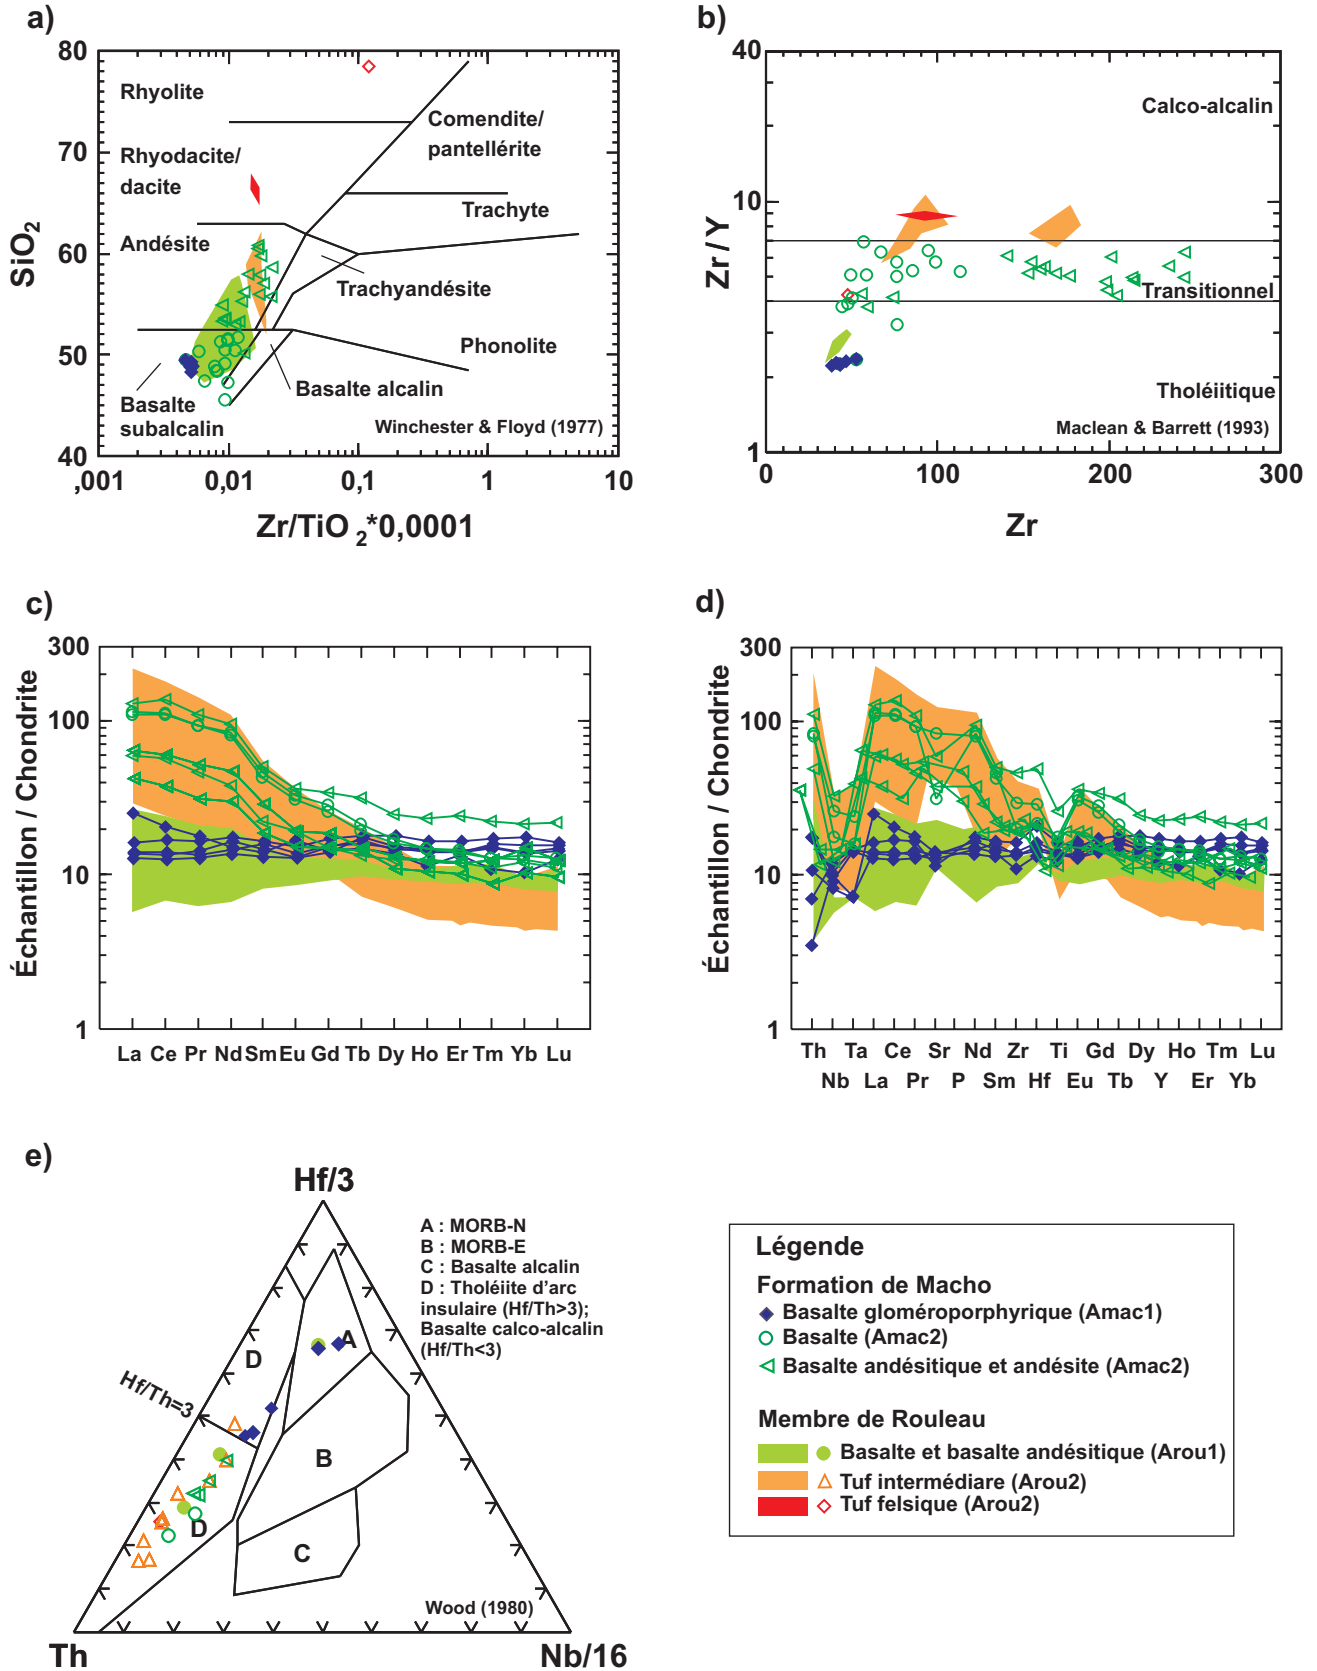 a)
80
70
60
50
40
SiO2
Rhyolite
Comendite/
pantellérite
Rhyodacite/
dacite
Trachyte
Andésite
Trachyandésite
Phonolite
Basalte alcalin
Basalte
subalcalin
Winchester & Floyd (1977)
,001
0,01
0,1
1
10
Zr/TiO2*0,0001
b)
40
10
1
Zr/Y
Calco-alcalin
Transitionnel
Tholéiitique
Maclean & Barrett (1993)
0
100
200
300
Zr
c)
300
100
10
1
Échantillon / Chondrite
La Ce Pr Nd Sm Eu Gd Tb Dy Ho Er Tm Yb Lu
d)
300
100
10
1
Échantillon / Chondrite
Th Ta Ce Sr Nd Zr Ti Gd Dy Ho Tm Lu
Nb La Pr P Sm Hf Eu Tb Y Er Yb
e)
Hf/3
A : MORB-N
B : MORB-E
C : Basalte alcalin
D : Tholéiite d'arc
insulaire (Hf/Th>3);
Basalte calco-alcalin
(Hf/Th<3)
A
D
Hf/Th=3
B
D
C
Wood (1980)
Th
Nb/16
Légende
Formation de Macho
Basalte gloméroporphyrique (Amac1)
Basalte (Amac2)
Basalte andésitique et andésite (Amac2)
Membre de Rouleau
Basalte et basalte andésitique (Arou1)
Tuf intermédiare (Arou2)
Tuf felsique (Arou2)